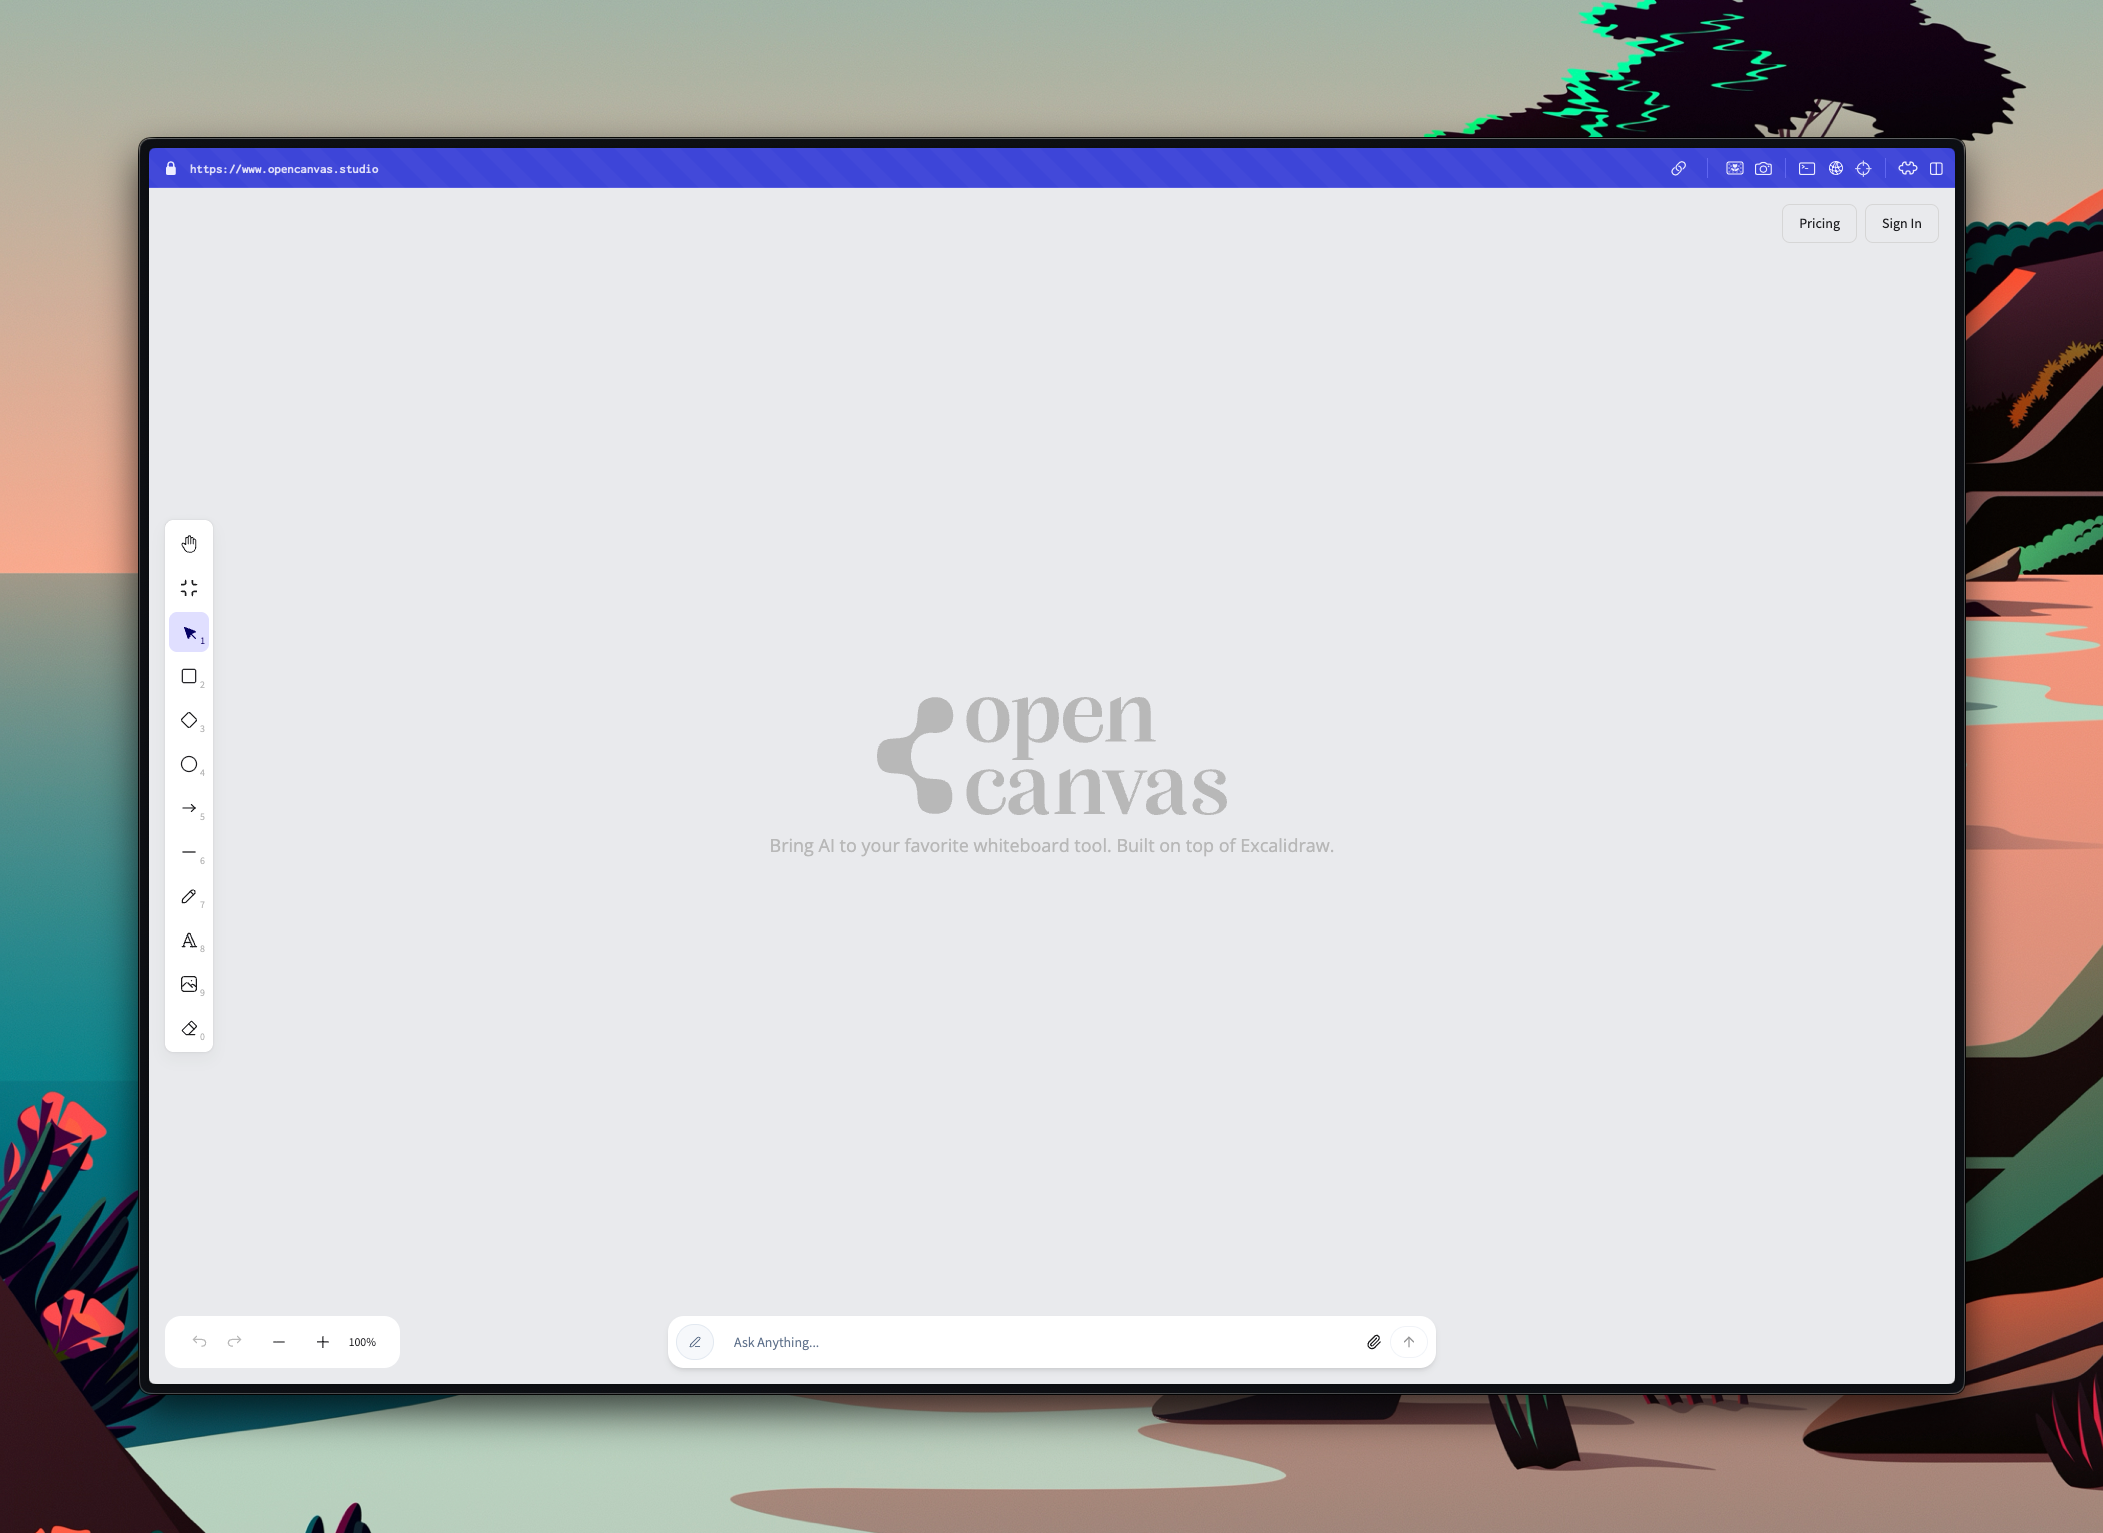 https://www.opencanvas.studio
Pricing
Sign In
1
2
3
4
5
6
7
8
9
0
open
canvas
Bring AI to your favorite whiteboard tool. Built on top of Excalidraw.
100%
Ask Anything...